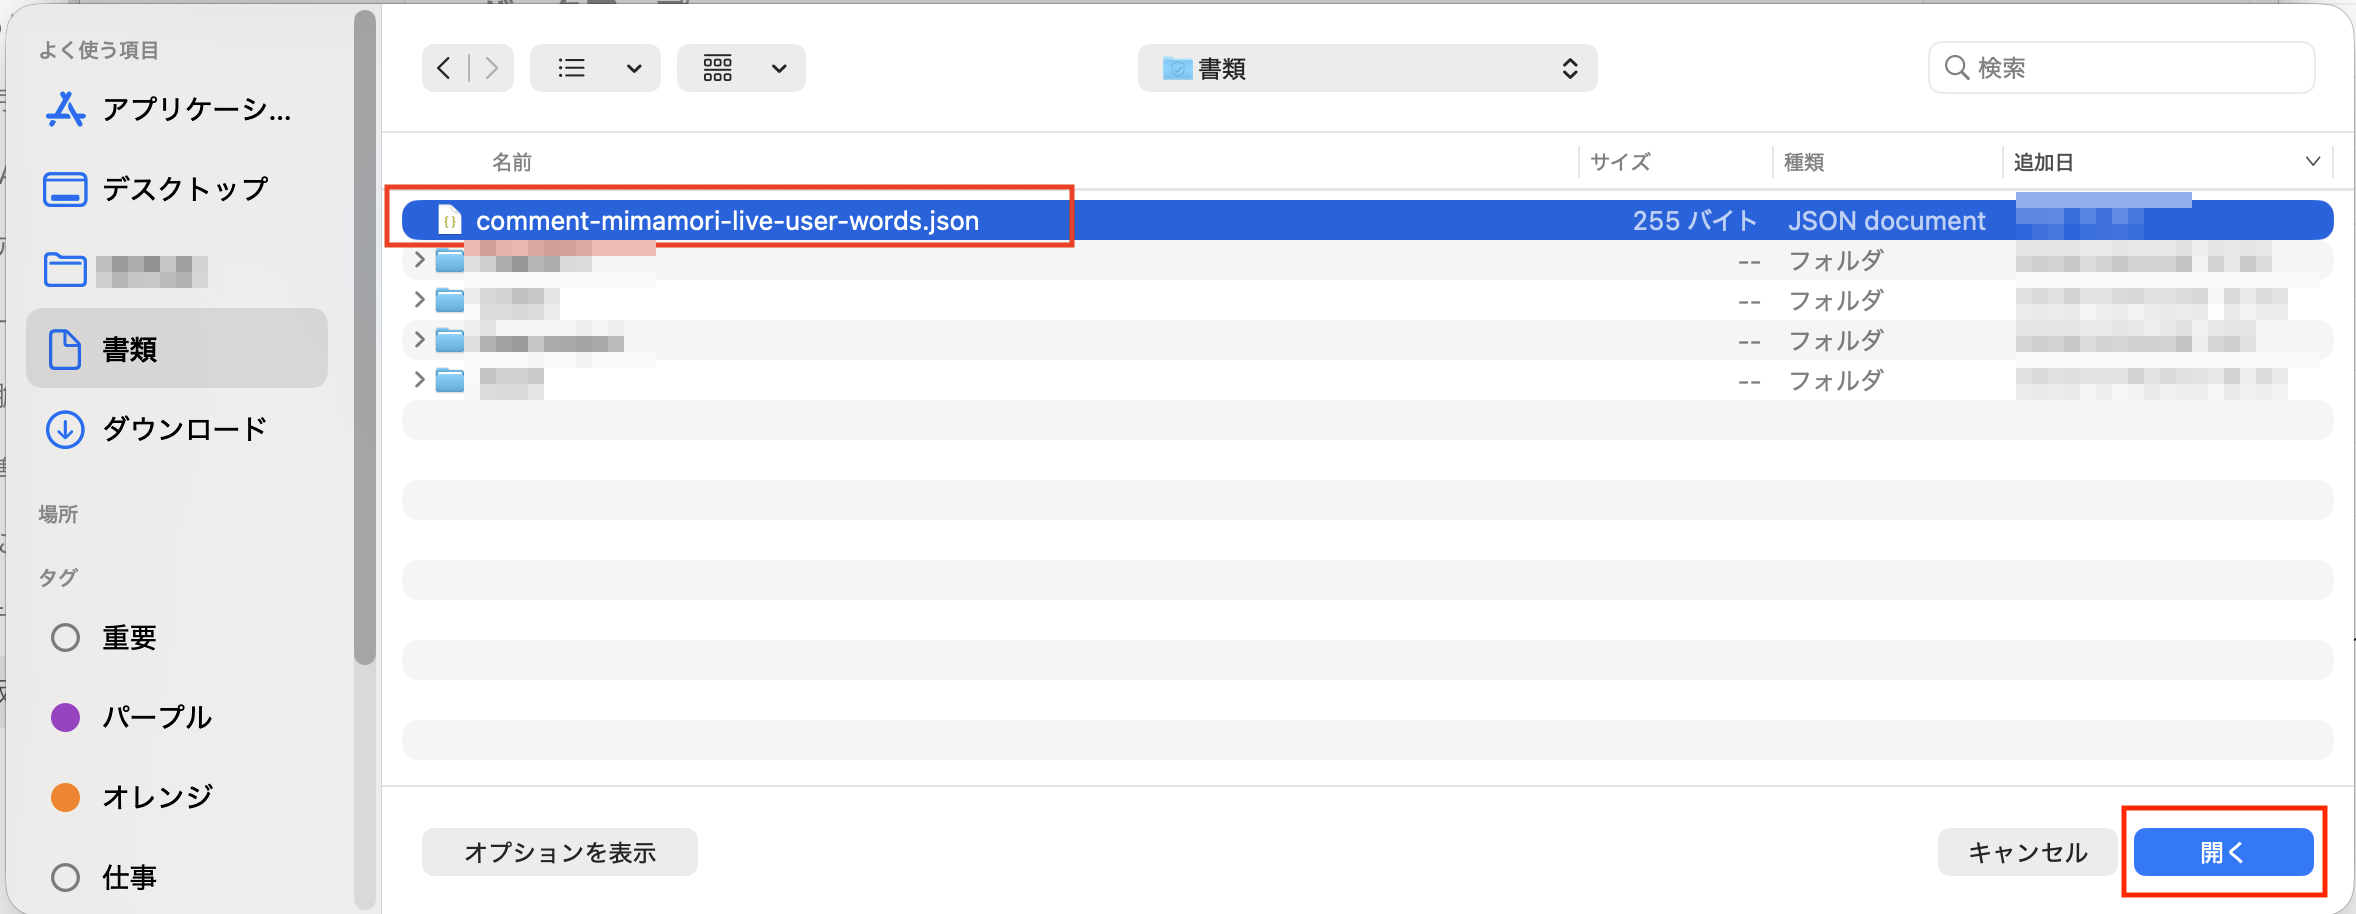 よく使う項目
アプリケーシ...
デスクトップ
書類
ダウンロード
場所
タグ
重要
パープル
オレンジ
仕事
書類
検索
名前 サイズ 種類 追加日
comment-mimamori-live-user-words.json 255 バイト JSON document
-- フォルダ
-- フォルダ
-- フォルダ
-- フォルダ
オプションを表示 キャンセル 開く